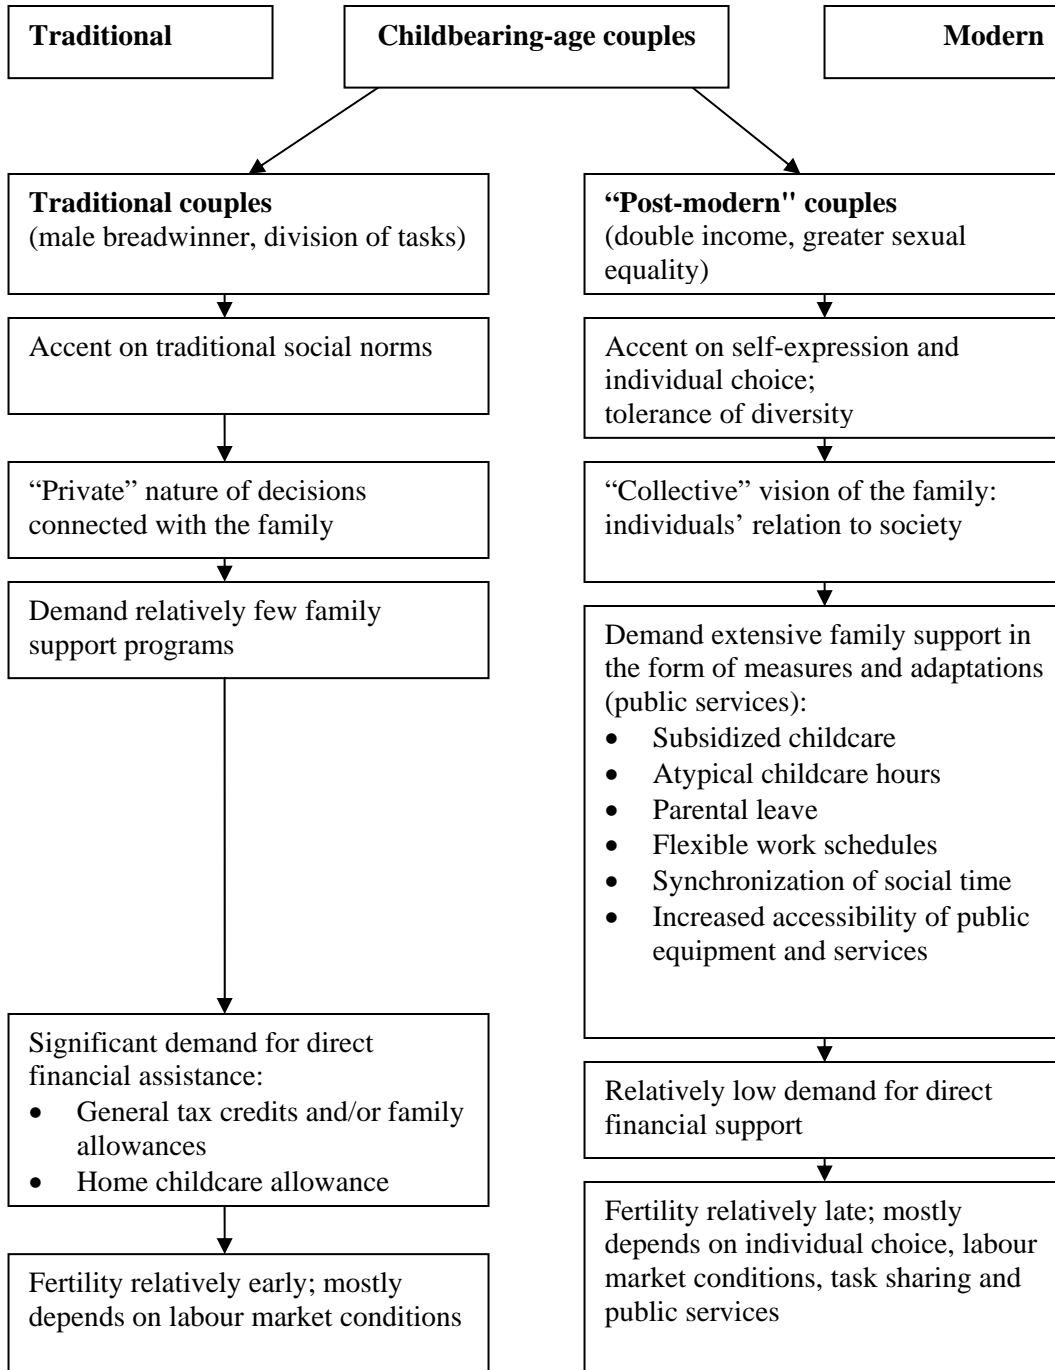 Traditional
Childbearing-age couples
Modern
Traditional couples
(male breadwinner, division of tasks)
Accent on traditional social norms
“Private” nature of decisions
connected with the family
Demand relatively few family
support programs
Significant demand for direct
financial assistance:
• General tax credits and/or family
allowances
• Home childcare allowance
Fertility relatively early; mostly
depends on labour market conditions
“Post-modern" couples
(double income, greater sexual
equality)
Accent on self-expression and
individual choice;
tolerance of diversity
“Collective” vision of the family:
individuals’ relation to society
Demand extensive family support in
the form of measures and adaptations
(public services):
• Subsidized childcare
• Atypical childcare hours
• Parental leave
• Flexible work schedules
• Synchronization of social time
• Increased accessibility of public
equipment and services
Relatively low demand for direct
financial support
Fertility relatively late; mostly
depends on individual choice, labour
market conditions, task sharing and
public services